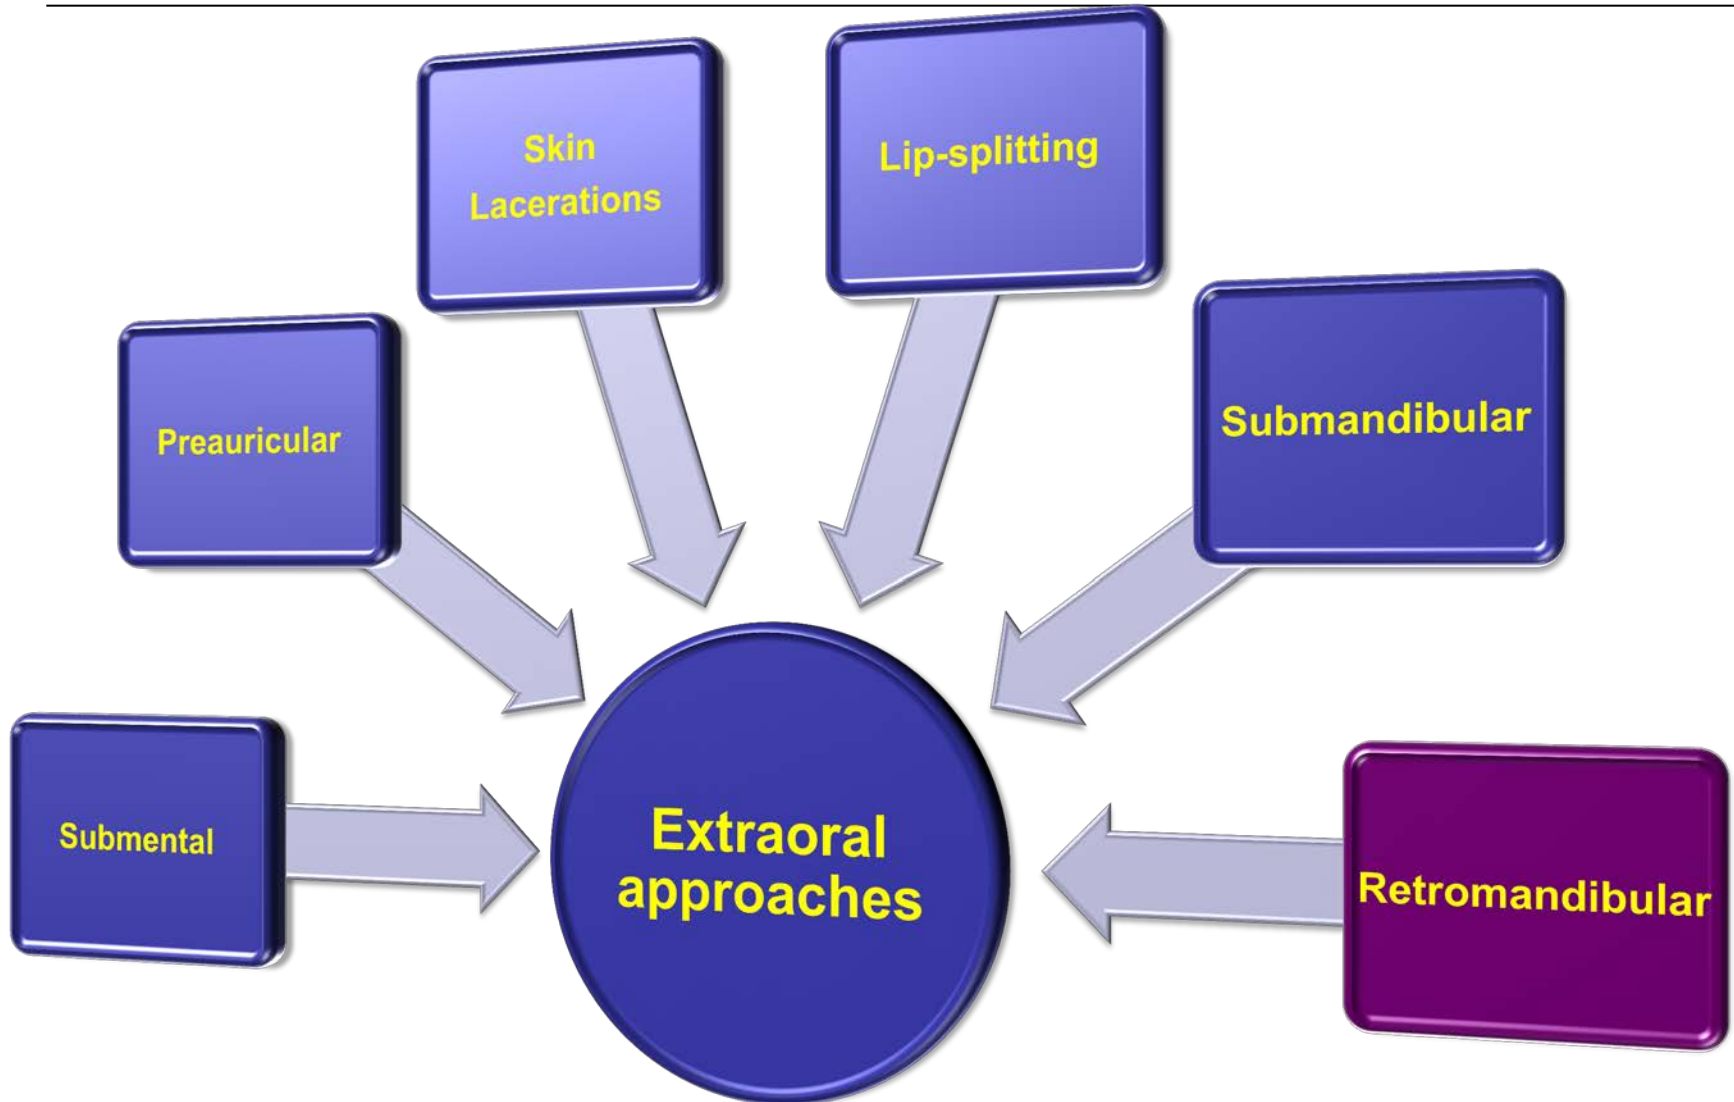 Skin
Lacerations
Lip-splitting
Preauricular
Submandibular
Submental
Extraoral
approaches
Retromandibular